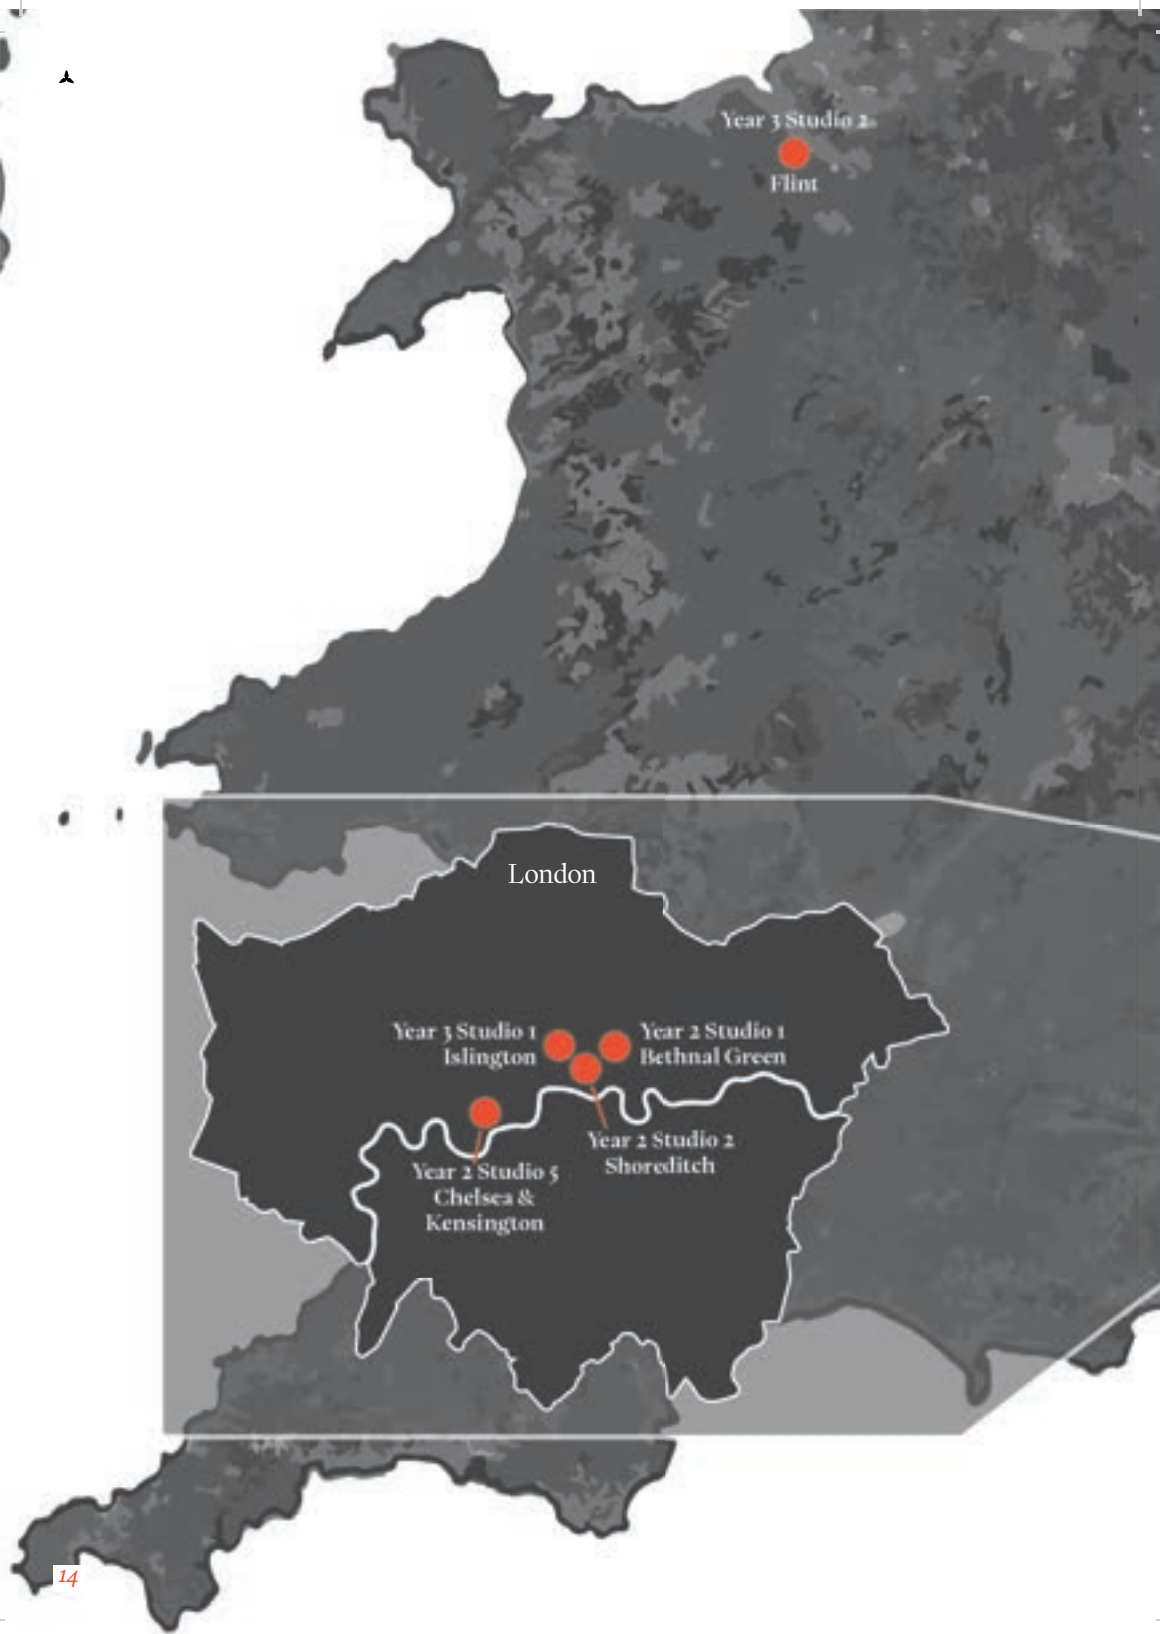 Year 3 Studio 2
Flint
London
Year 3 Studio 1
Islington
Year 2 Studio 1
Bethnal Green
Year 2 Studio 2
Shoreditch
Year 2 Studio 5
Chelsea &
Kensington
14